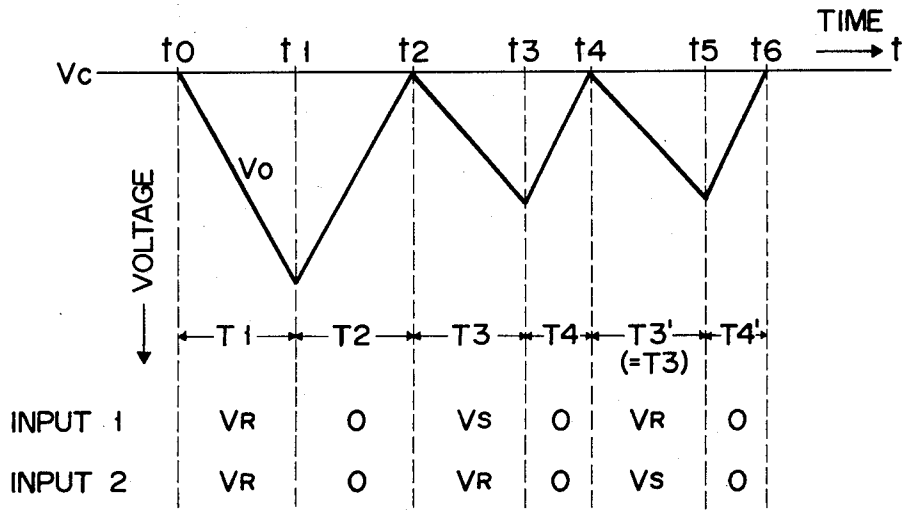 TIME
t0 t1 t2 t3 t4 t5 t6 t
Vc
Vo
VOLTAGE
T1 T2 T3 T4 T3' T4'
(=T3)
INPUT 1 VR 0 VS 0 VR 0
INPUT 2 VR 0 VR 0 VS 0